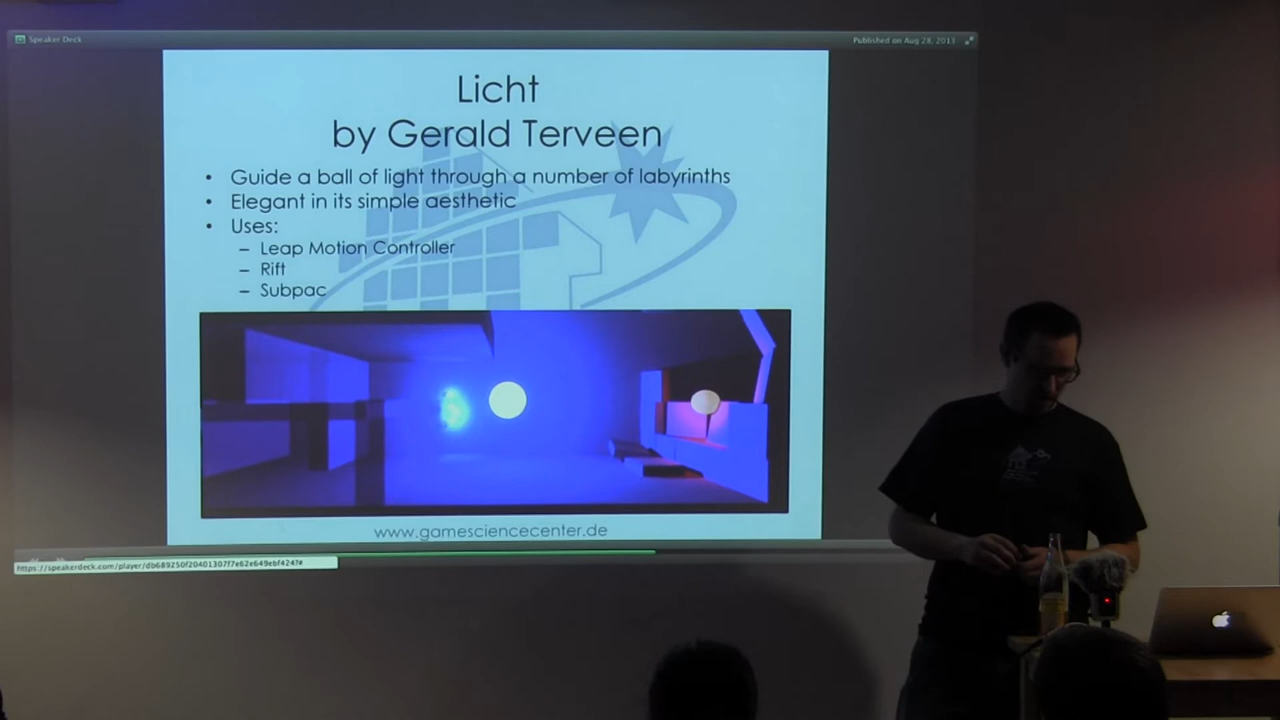 Speaker Deck
Published on Aug 28, 2013
Licht
by Gerald Terveen
• Guide a ball of light through a number of labyrinths
• Elegant in its simple aesthetic
• Uses:
– Leap Motion Controller
– Rift
– Subpac
www.gamesciencecenter.de